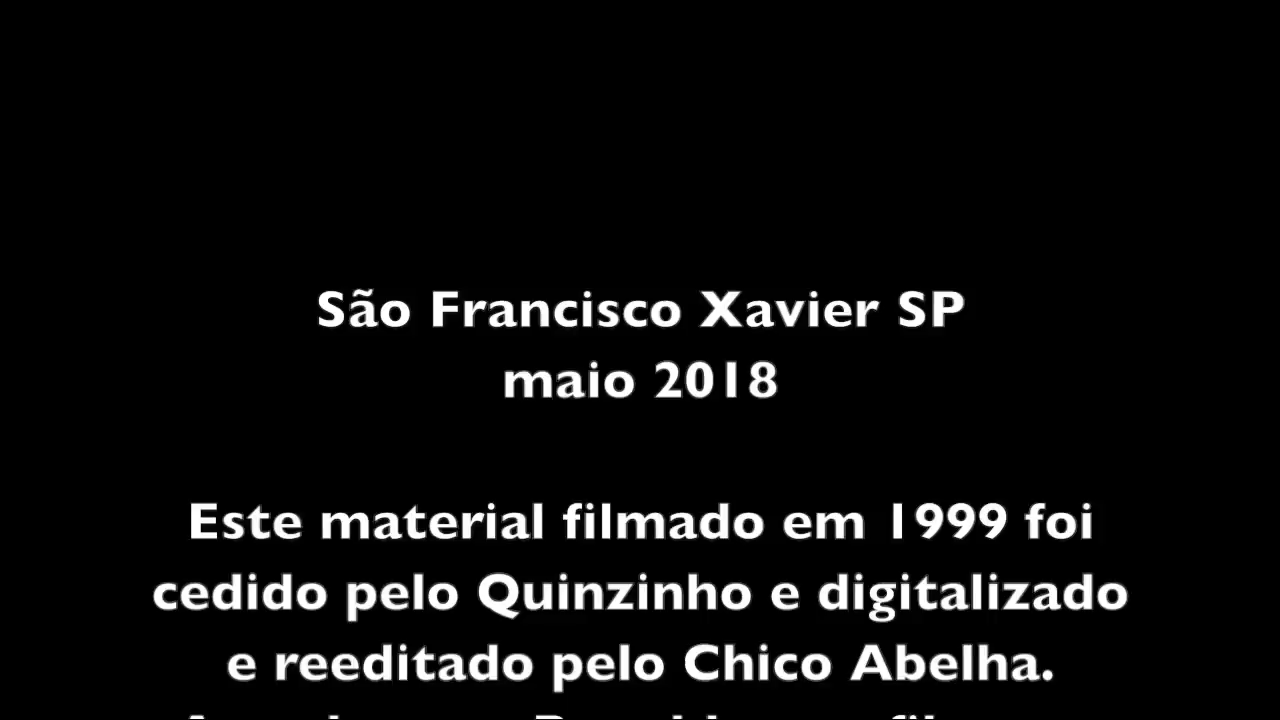 São Francisco Xavier SP
maio 2018
Este material filmado em 1999 foi
cedido pelo Quinzinho e digitalizado
e reeditado pelo Chico Abelha.